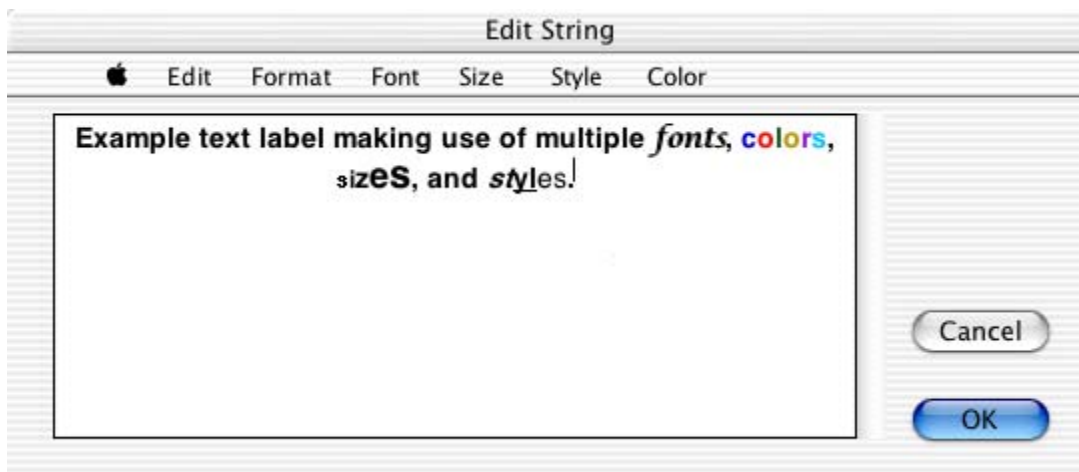 Edit String
Edit Format Font Size Style Color
Example text label making use of multiple fonts, colors,
sizes, and styles.
Cancel
OK